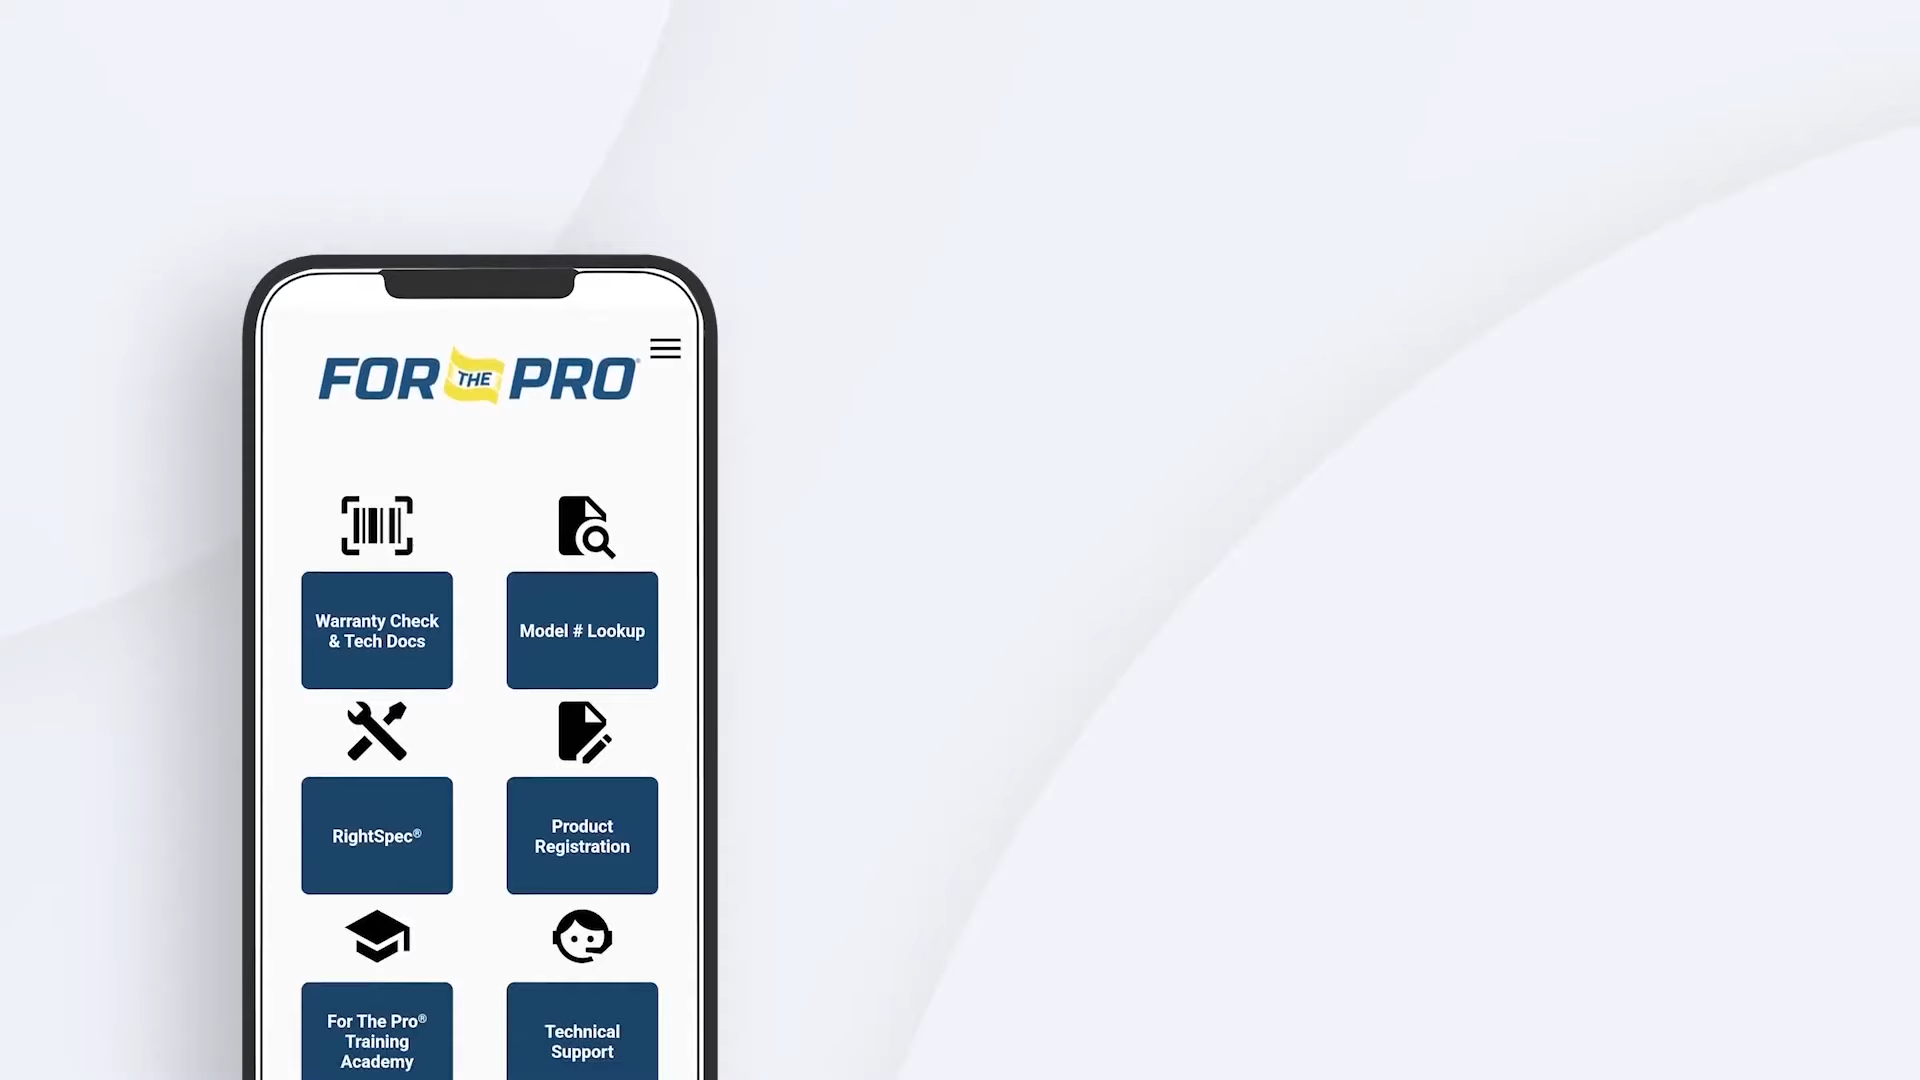 FOR THE PRO®
Warranty Check
& Tech Docs
Model # Lookup
RightSpec®
Product
Registration
For The Pro®
Training
Academy
Technical
Support